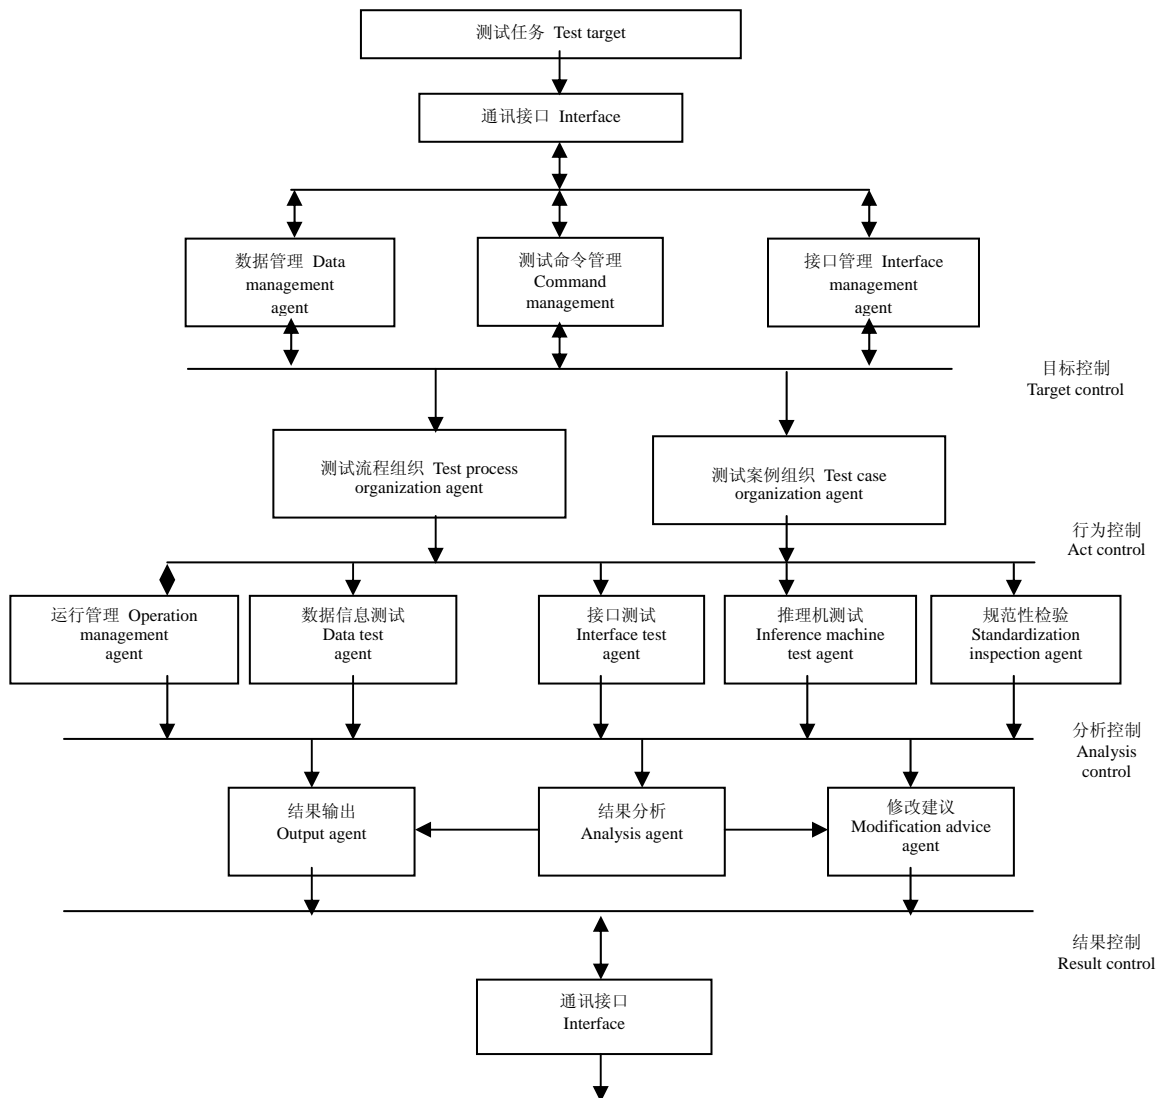 测试任务 Test target
通讯接口 Interface
数据管理 Data
management
agent
测试命令管理
Command
management
接口管理 Interface
management
agent
目标控制
Target control
测试流程组织 Test process
organization agent
测试案例组织 Test case
organization agent
行为控制
Act control
运行管理 Operation
management
agent
数据信息测试
Data test
agent
接口测试
Interface test
agent
推理机测试
Inference machine
test agent
规范性检验
Standardization
inspection agent
分析控制
Analysis
control
结果输出
Output agent
结果分析
Analysis agent
修改建议
Modification advice
agent
结果控制
Result control
通讯接口
Interface